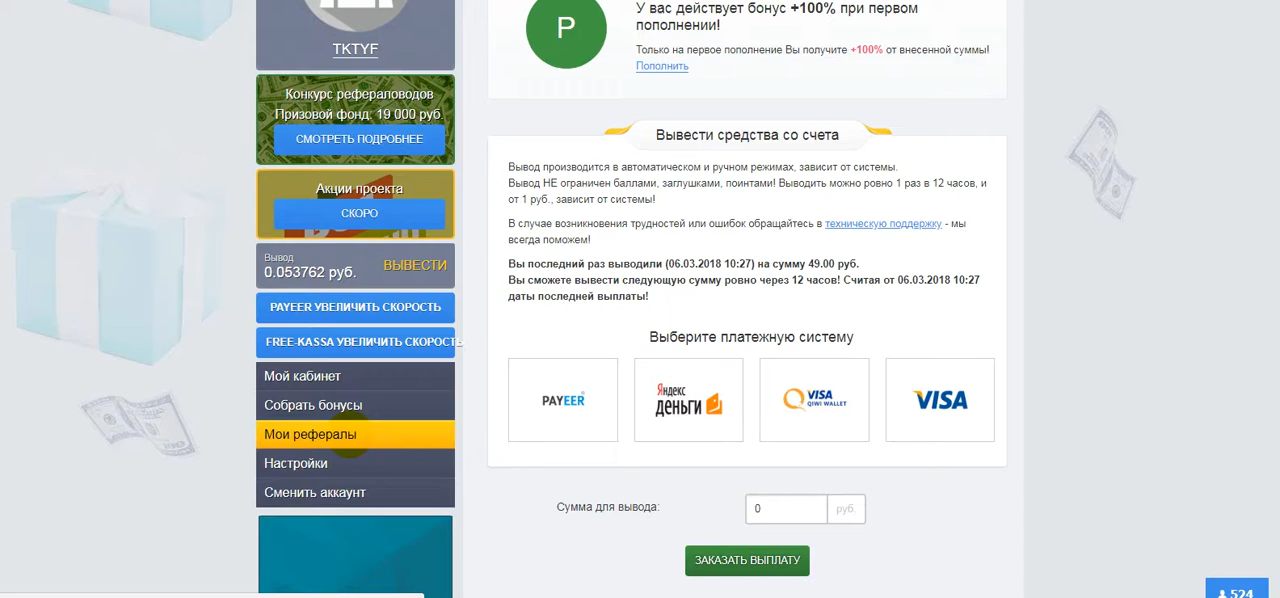 TKTYF
Конкурс рефераловодов
Призовой фонд: 19 000 руб
СМОТРЕТЬ ПОДРОБНЕЕ
Акции проекта
СКОРО
Вывод
0.053762 руб.
ВЫВЕСТИ
PAYEER УВЕЛИЧИТЬ СКОРОСТЬ
FREE-KASSA УВЕЛИЧИТЬ СКОРОСТЬ
Мой кабинет
Собрать бонусы
Мои рефералы
Настройки
Сменить аккаунт
P
У вас действует бонус +100% при первом
пополнении!
Только на первое пополнение Вы получите +100% от внесенной суммы!
Пополнить
Вывести средства со счета
Вывод производится в автоматическом и ручном режимах, зависит от системы.
Вывод НЕ ограничен баллами, заглушками, поинтами! Выводить можно ровно 1 раз в 12 часов, и
от 1 руб., зависит от системы!
В случае возникновения трудностей или ошибок обращайтесь в техническую поддержку - мы
всегда поможем!
Вы последний раз выводили (06.03.2018 10:27) на сумму 49.00 руб.
Вы сможете вывести следующую сумму ровно через 12 часов! Считая от 06.03.2018 10:27
даты последней выплаты!
Выберите платежную систему
PAYEER
Яндекс
деньги
VISA
QIWI WALLET
VISA
Сумма для вывода:
0
руб.
ЗАКАЗАТЬ ВЫПЛАТУ
524